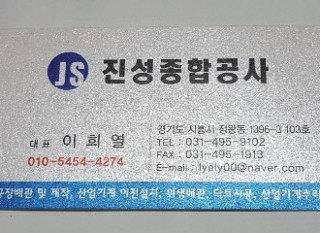 JS 진성종합공사
대표 이희열
010-5454-4274
경기도 시흥시 정왕동 1396-3 103호
TEL : 031-495-9102
FAX : 031-495-1913
E-mail : lyely00@naver.com
공장배관 및 제작, 산업기계 이전설치, 위생배관, 덕트시공, 산업기계수리